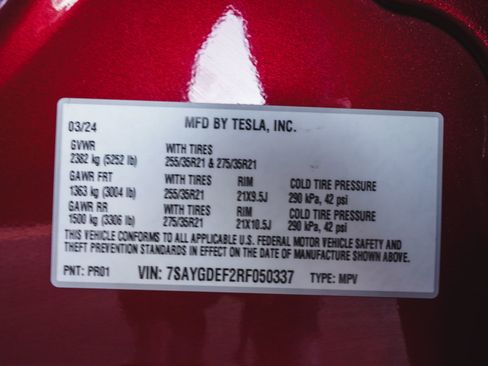 03/24 MFD BY TESLA, INC.
GVWR WITH TIRES
2382 kg (5252 lb) 255/35R21 & 275/35R21
GAWR FRT WITH TIRES RIM COLD TIRE PRESSURE
1363 kg (3004 lb) 255/35R21 21X9.5J 290 kPa, 42 psi
GAWR RR WITH TIRES RIM COLD TIRE PRESSURE
1500 kg (3306 lb) 275/35R21 21X10.5J 290 kPa, 42 psi
THIS VEHICLE CONFORMS TO ALL APPLICABLE U.S. FEDERAL MOTOR VEHICLE SAFETY AND
THEFT PREVENTION STANDARDS IN EFFECT ON THE DATE OF MANUFACTURE SHOWN ABOVE.
PNT: PR01 VIN: 7SAYGDEF2RF050337 TYPE: MPV